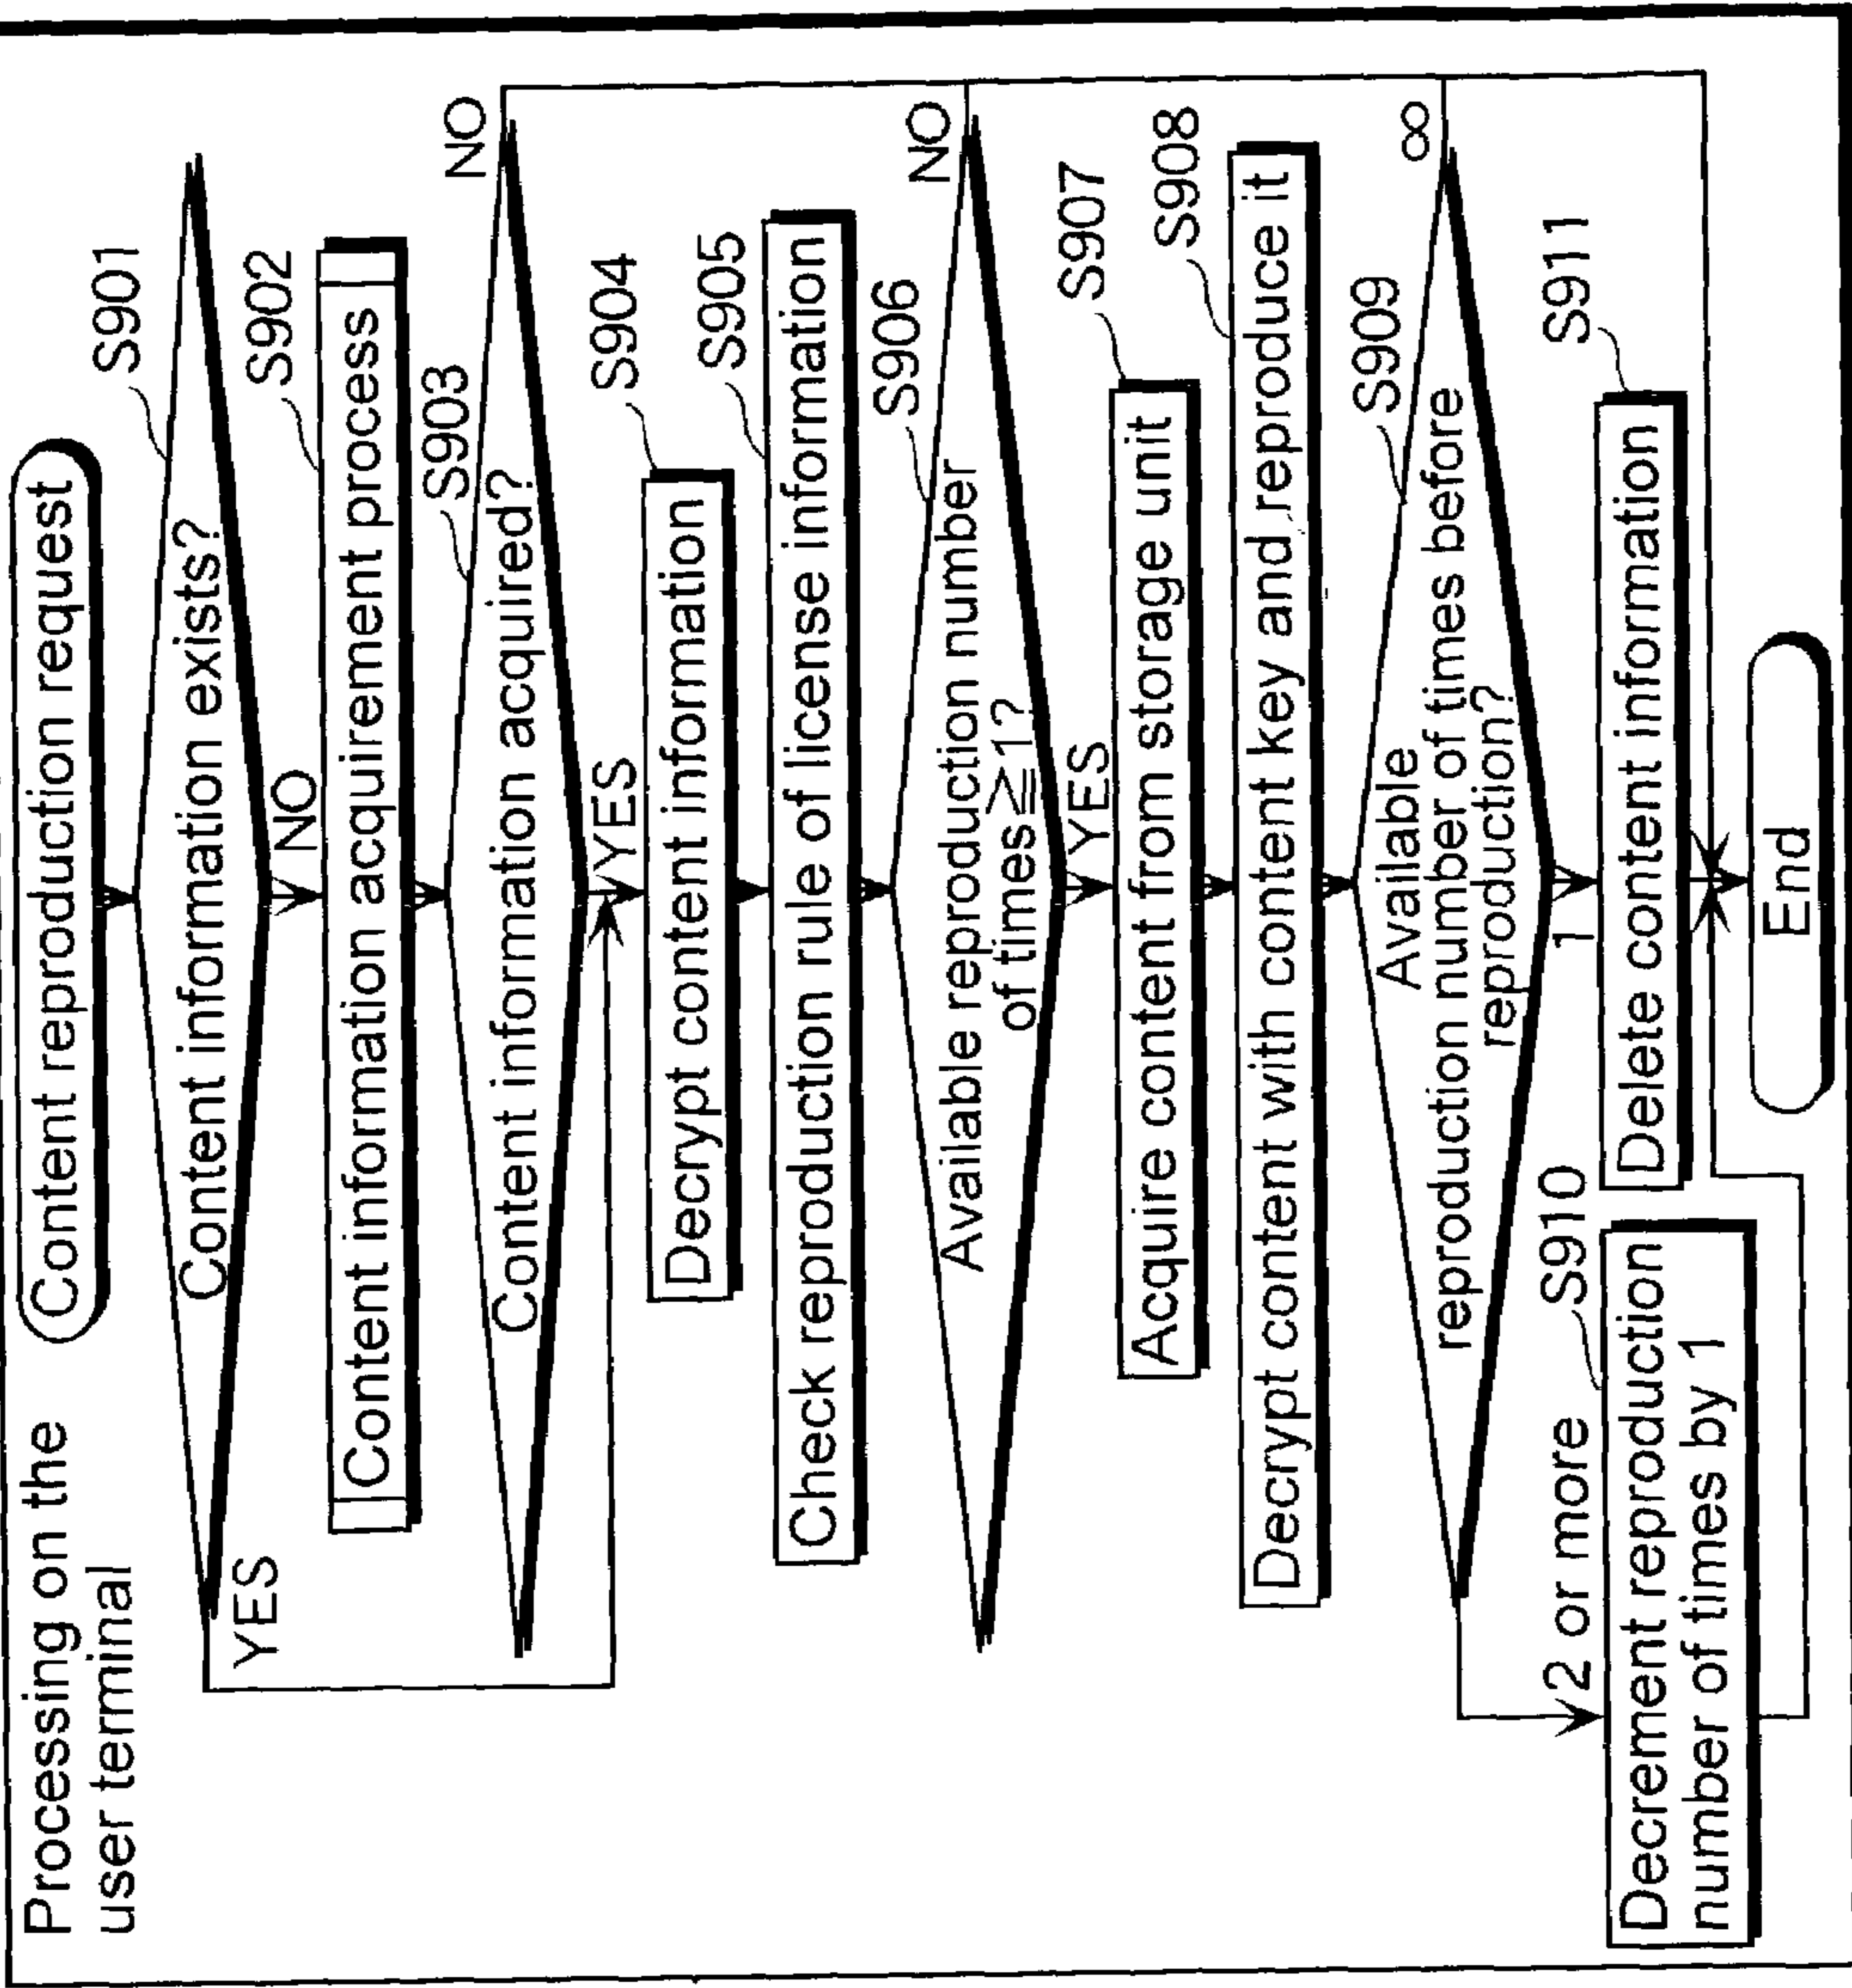 Processing on the
user terminal
Content reproduction request
S901
Content information exists?
YES
NO
S902
Content information acquirement process
S903
Content information acquired?
NO
YES
S904
Decrypt content information
S905
Check reproduction rule of license information
S906
Available reproduction number
of times≧1?
NO
YES
S907
Acquire content from storage unit
S908
Decrypt content with content key and reproduce it
S909
Available
reproduction number of times before
reproduction?
∞
2 or more
1
S910
Decrement reproduction
number of times by 1
S911
Delete content information
End